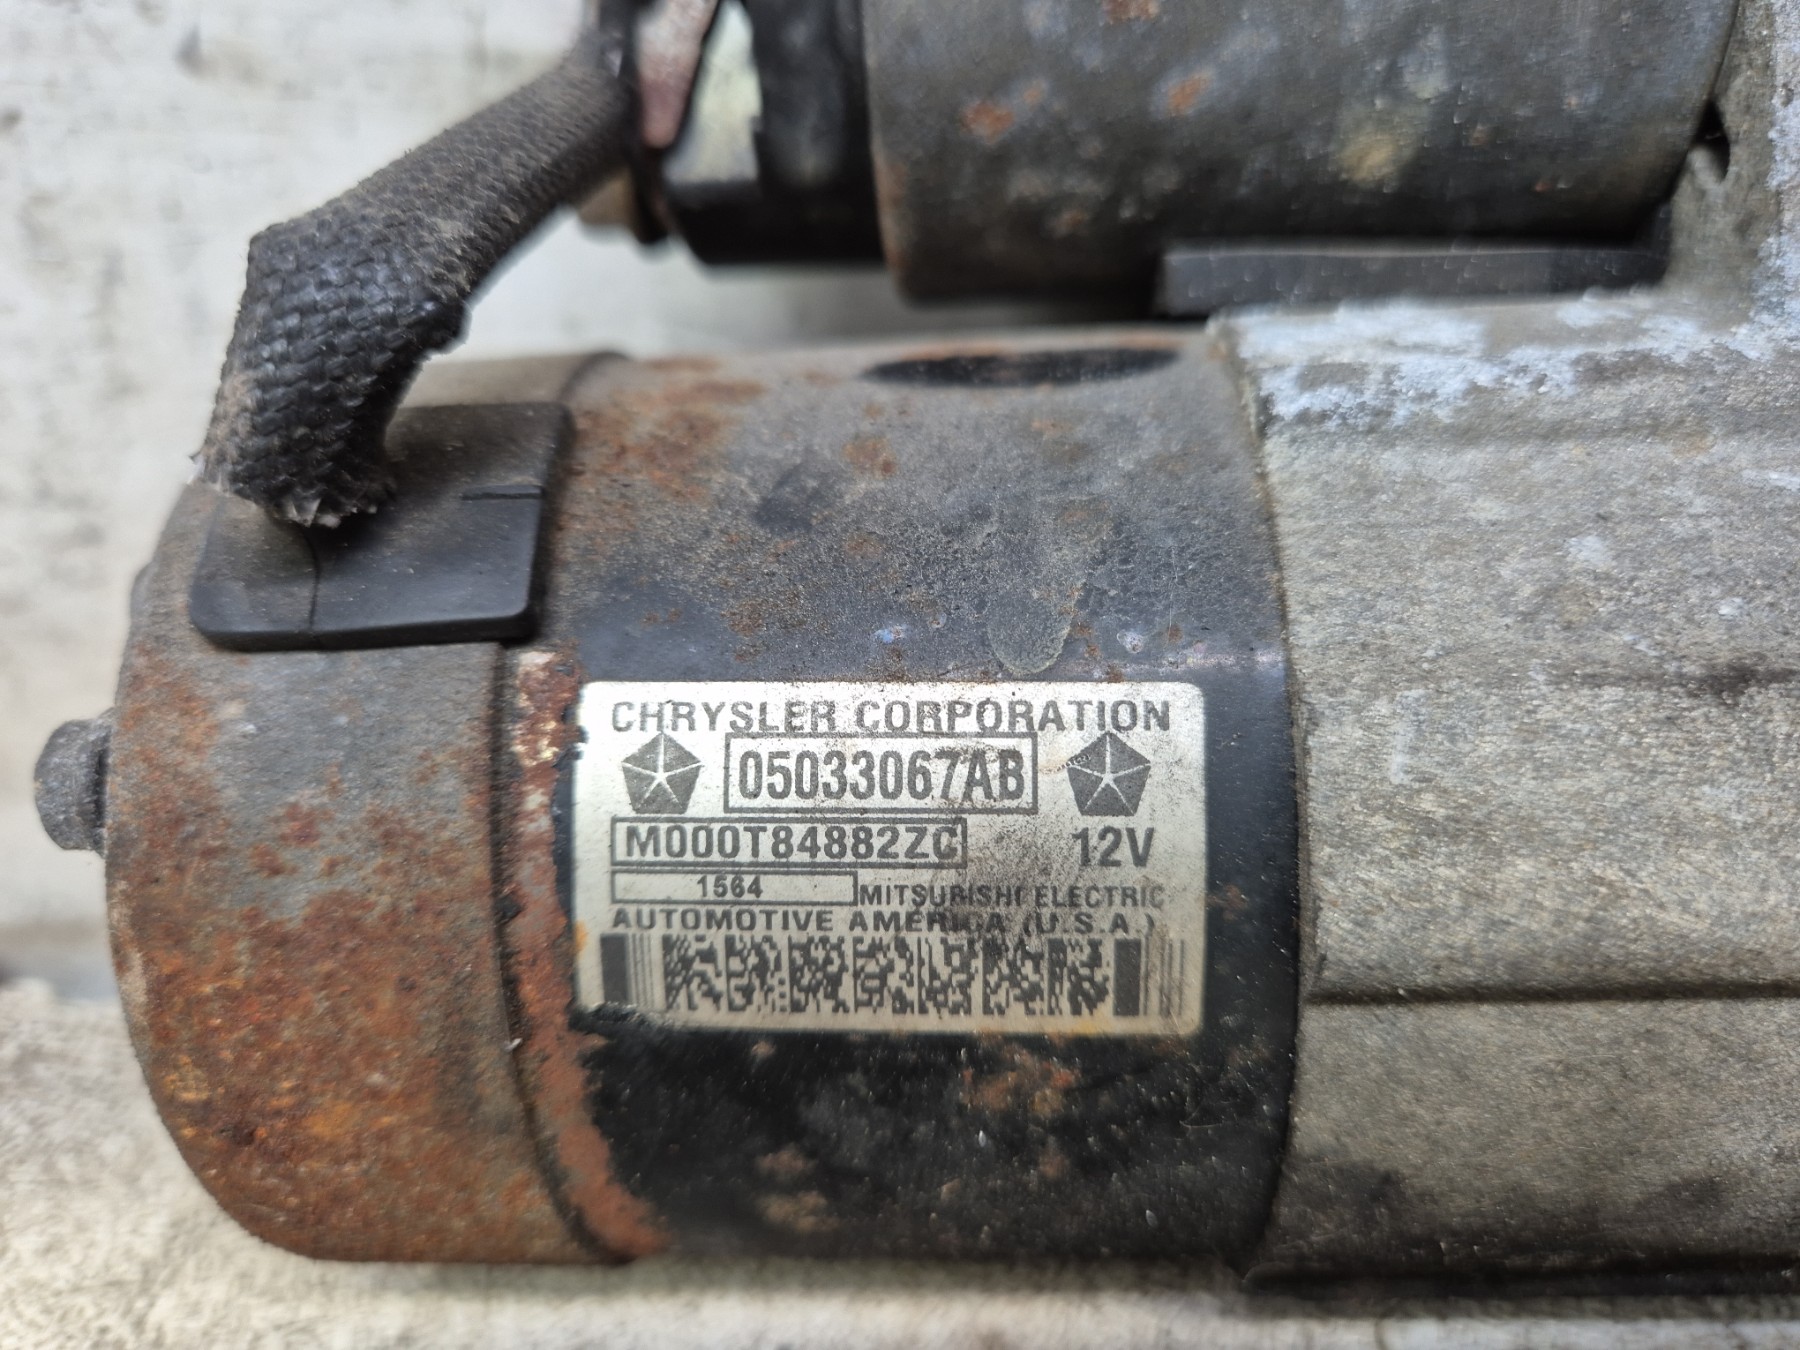 CHRYSLER CORPORATION
05033067AB
M000T84882ZC 12V
1564 MITSUBISHI ELECTRIC
AUTOMOTIVE AMERICA (U.S.A.)